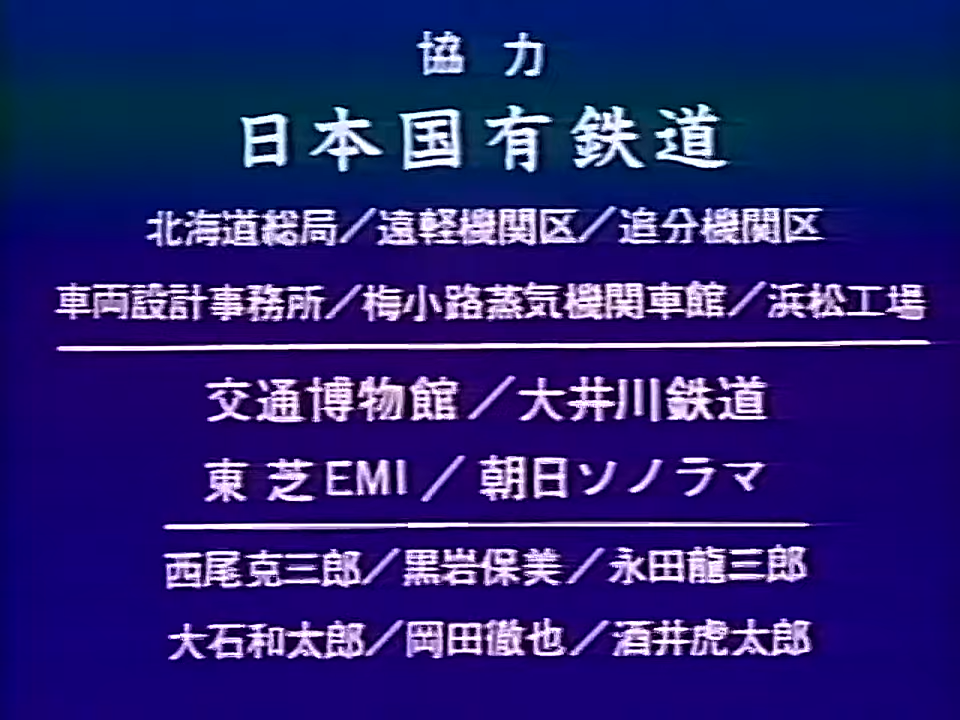 協力
日本国有鉄道
北海道総局／遠軽機関区／追分機関区
車両設計事務所／梅小路蒸気機関車館／浜松工場
交通博物館／大井川鉄道
東芝EMI／朝日ソノラマ
西尾克三郎／黒岩保美／永田龍三郎
大石和太郎／岡田徹也／酒井虎太郎